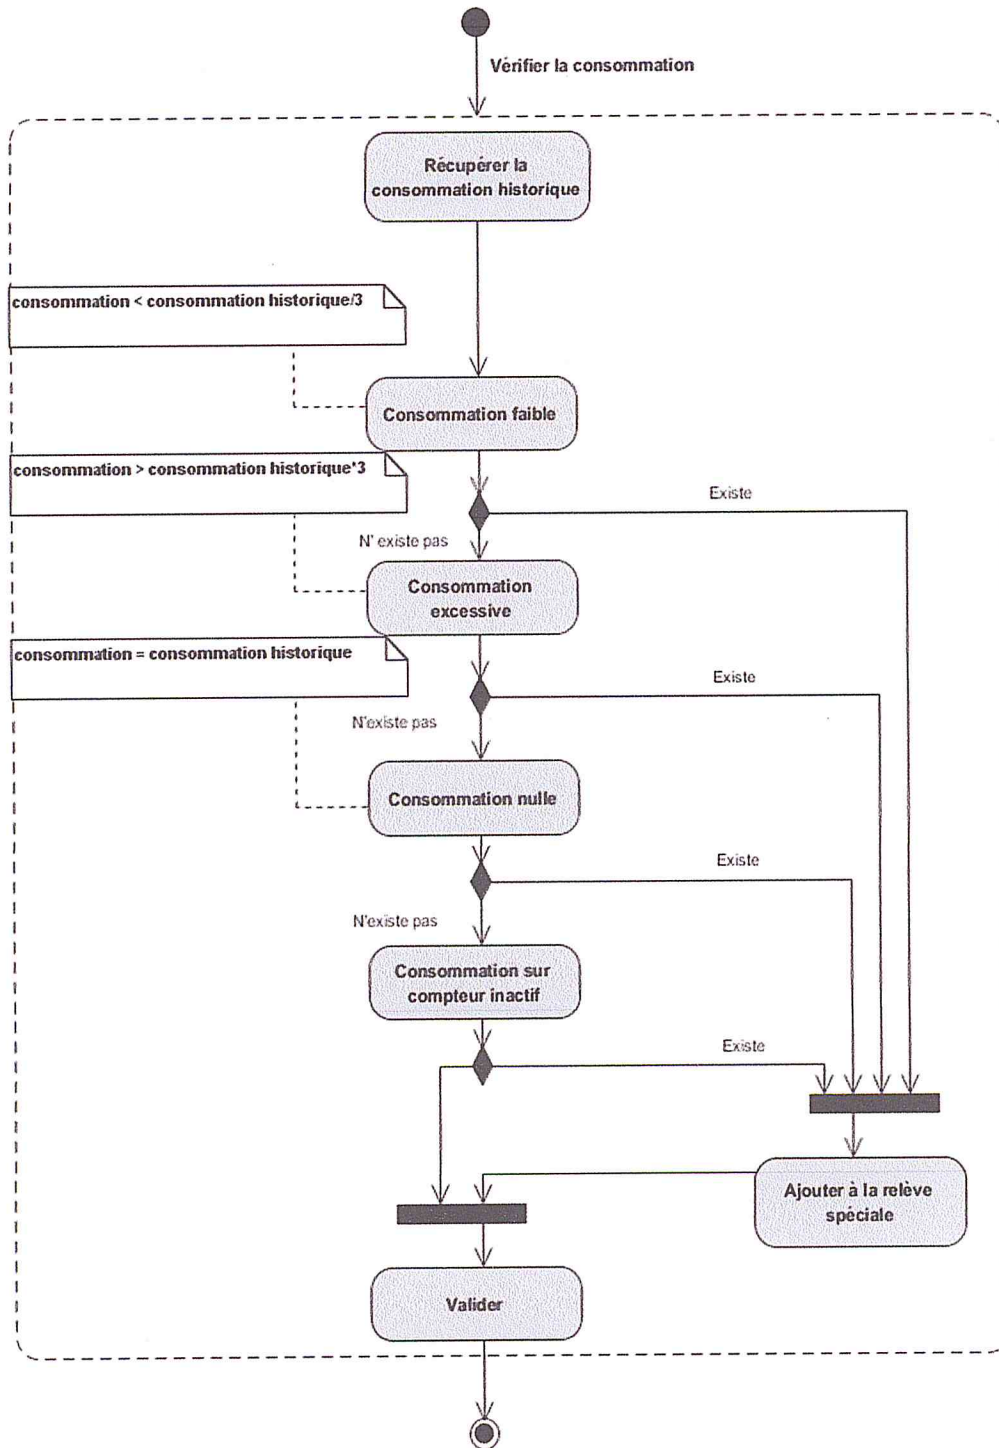 Vérifier la consommation
Récupérer la
consommation historique
consommation < consommation historique/3
Consommation faible
consommation > consommation historique*3
Existe
N' existe pas
Consommation
excessive
consommation = consommation historique
Existe
N'existe pas
Consommation nulle
Existe
N'existe pas
Consommation sur
compteur inactif
Existe
Ajouter à la relève
spéciale
Valider